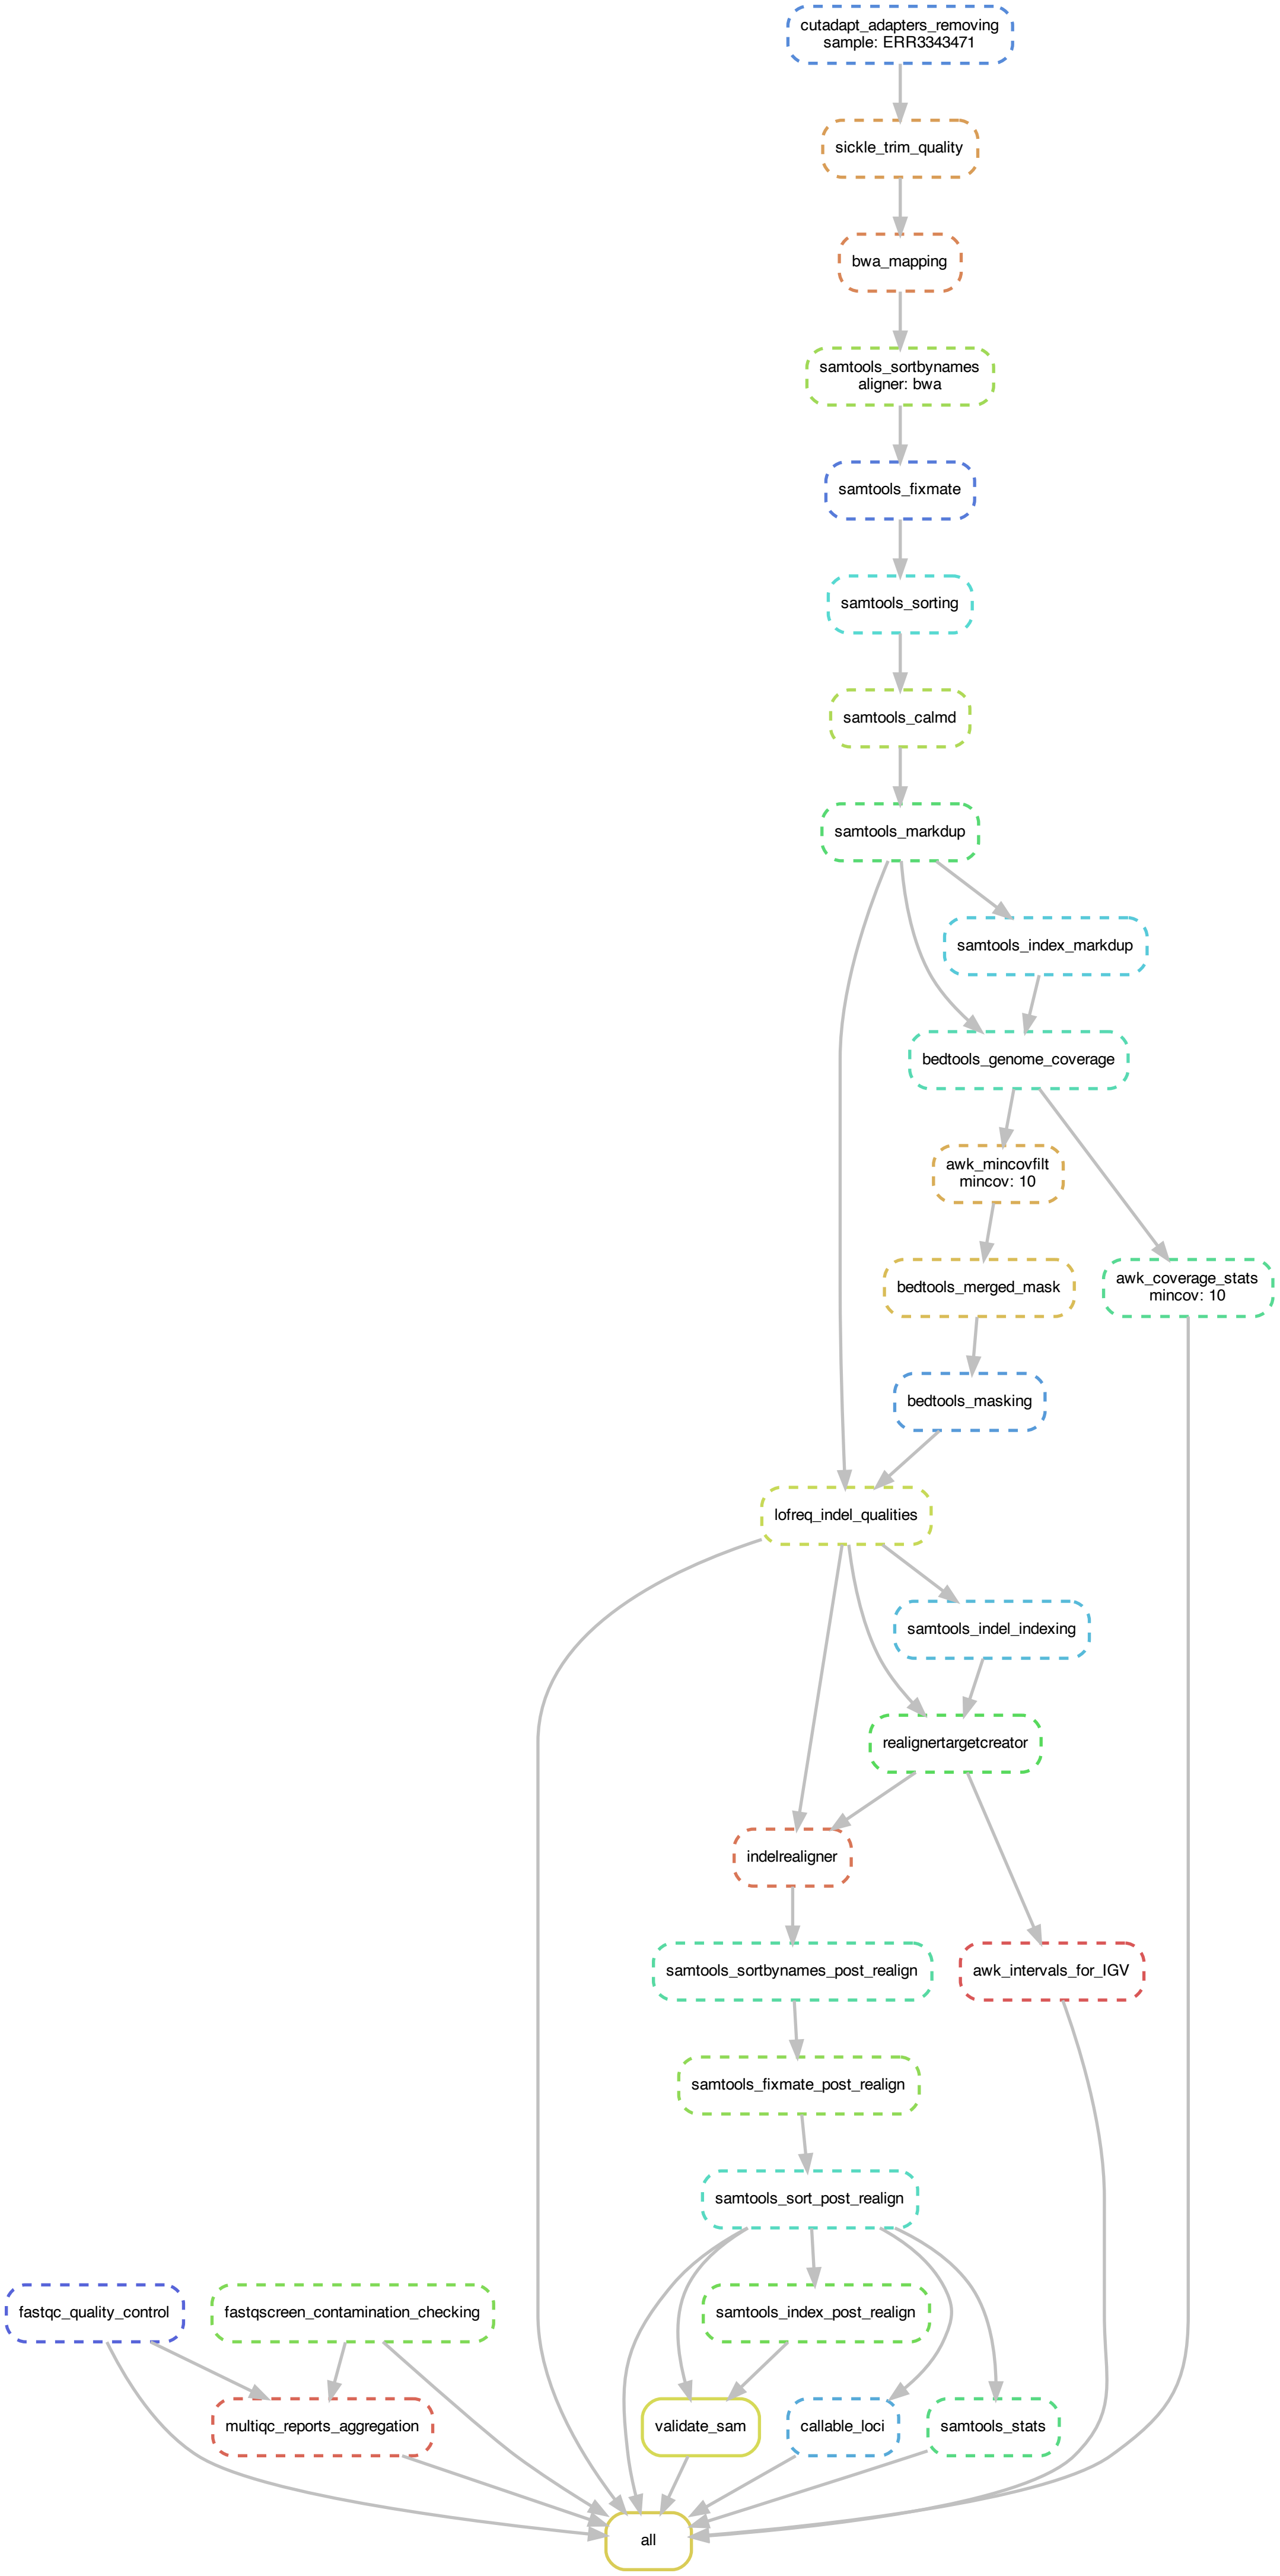 cutadapt_adapters_removing
sample: ERR3343471
sickle_trim_quality
bwa_mapping
samtools_sortbynames
aligner: bwa
samtools_fixmate
samtools_sorting
samtools_calmd
samtools_markdup
samtools_index_markdup
bedtools_genome_coverage
awk_mincovfilt
mincov: 10
bedtools_merged_mask
awk_coverage_stats
mincov: 10
bedtools_masking
lofreq_indel_qualities
samtools_indel_indexing
realignertargetcreator
indelrealigner
samtools_sortbynames_post_realign
awk_intervals_for_IGV
samtools_fixmate_post_realign
samtools_sort_post_realign
fastqc_quality_control
fastqscreen_contamination_checking
samtools_index_post_realign
multiqc_reports_aggregation
validate_sam
callable_loci
samtools_stats
all